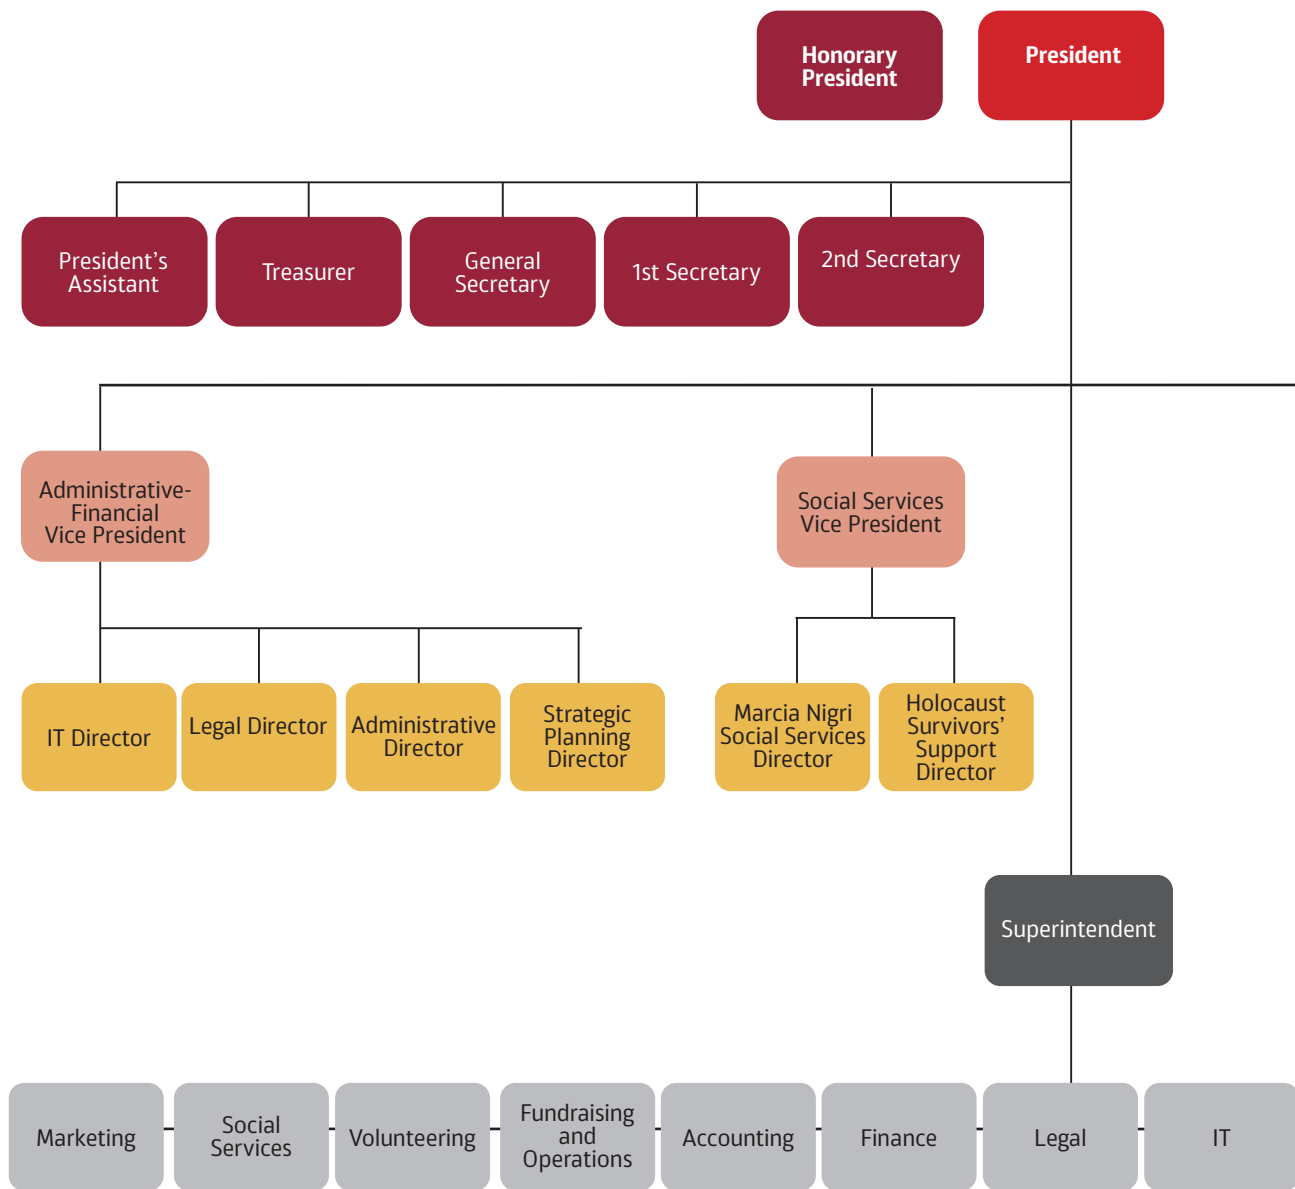 Honorary
President
President
President's
Assistant
Treasurer
General
Secretary
1st Secretary
2nd Secretary
Administrative-
Financial
Vice President
Social Services
Vice President
IT Director
Legal Director
Administrative
Director
Strategic
Planning
Director
Marcia Nigri
Social Services
Director
Holocaust
Survivors'
Support
Director
Superintendent
Marketing
Social
Services
Volunteering
Fundraising
and
Operations
Accounting
Finance
Legal
IT